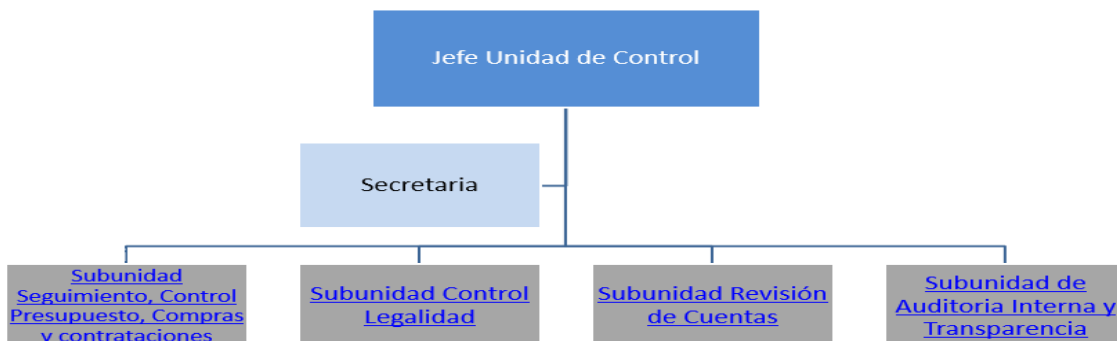 Jefe Unidad de Control
Secretaria
Subunidad
Seguimiento, Control
Presupuesto, Compras
y contrataciones
Subunidad Control
Legalidad
Subunidad Revisión
de Cuentas
Subunidad de
Auditoria Interna y
Transparencia